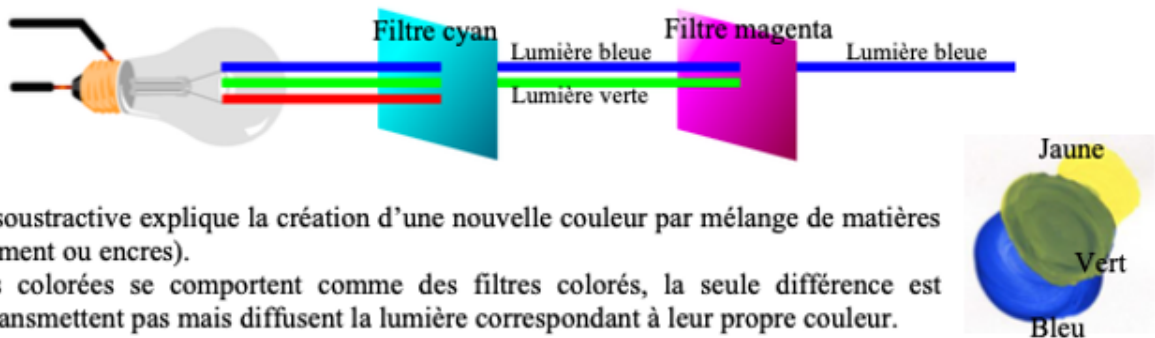 Filtre cyan
Filtre magenta
Lumière bleue
Lumière bleue
Lumière verte
Jaune
soustractive explique la création d'une nouvelle couleur par mélange de matières
ment ou encres).
s colorées se comportent comme des filtres colorés, la seule différence est
ansmettent pas mais diffusent la lumière correspondant à leur propre couleur.
Vert
Bleu